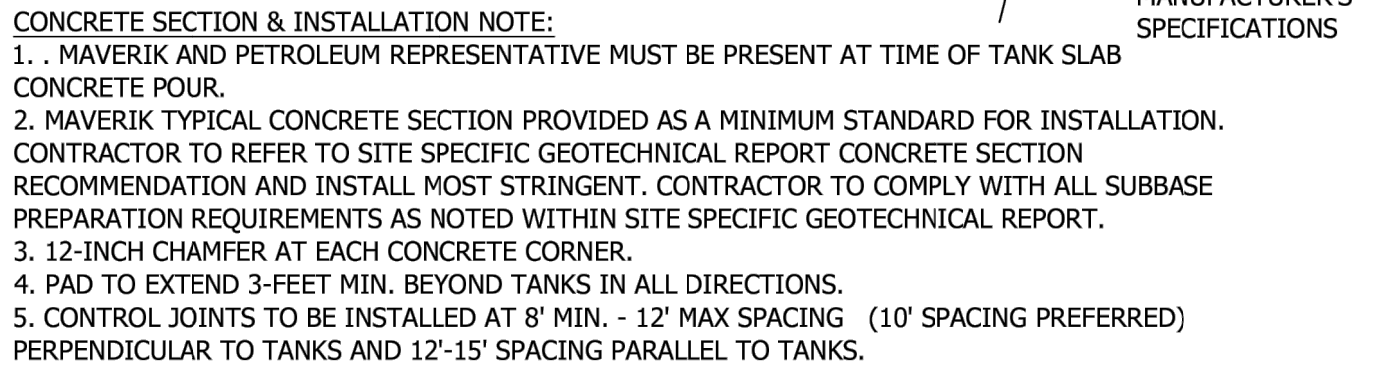 MANUFACTURER'S
SPECIFICATIONS
CONCRETE SECTION & INSTALLATION NOTE:
1. . MAVERIK AND PETROLEUM REPRESENTATIVE MUST BE PRESENT AT TIME OF TANK SLAB
CONCRETE POUR.
2. MAVERIK TYPICAL CONCRETE SECTION PROVIDED AS A MINIMUM STANDARD FOR INSTALLATION.
CONTRACTOR TO REFER TO SITE SPECIFIC GEOTECHNICAL REPORT CONCRETE SECTION
RECOMMENDATION AND INSTALL MOST STRINGENT. CONTRACTOR TO COMPLY WITH ALL SUBBASE
PREPARATION REQUIREMENTS AS NOTED WITHIN SITE SPECIFIC GEOTECHNICAL REPORT.
3. 12-INCH CHAMFER AT EACH CONCRETE CORNER.
4. PAD TO EXTEND 3-FEET MIN. BEYOND TANKS IN ALL DIRECTIONS.
5. CONTROL JOINTS TO BE INSTALLED AT 8' MIN. - 12' MAX SPACING (10' SPACING PREFERRED)
PERPENDICULAR TO TANKS AND 12'-15' SPACING PARALLEL TO TANKS.